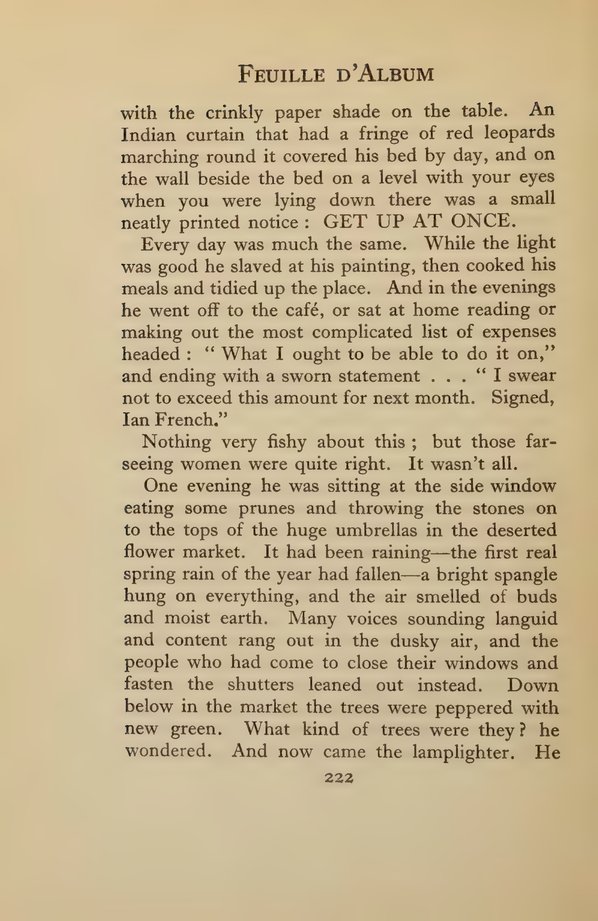 Feuille d'Album
with the crinkly paper shade on the table. An
Indian curtain that had a fringe of red leopards
marching round it covered his bed by day, and on
the wall beside the bed on a level with your eyes
when you were lying down there was a small
neatly printed notice : GET UP AT ONCE.
Every day was much the same. While the light
was good he slaved at his painting, then cooked his
meals and tidied up the place. And in the evenings
he went off to the café, or sat at home reading or
making out the most complicated list of expenses
headed : “ What I ought to be able to do it on,”
and ending with a sworn statement . . . “ I swear
not to exceed this amount for next month. Signed,
Ian French.”
Nothing very fishy about this ; but those far-
seeing women were quite right. It wasn't all.
One evening he was sitting at the side window
eating some prunes and throwing the stones on
to the tops of the huge umbrellas in the deserted
flower market. It had been raining—the first real
spring rain of the year had fallen—a bright spangle
hung on everything, and the air smelled of buds
and moist earth. Many voices sounding languid
and content rang out in the dusky air, and the
people who had come to close their windows and
fasten the shutters leaned out instead. Down
below in the market the trees were peppered with
new green. What kind of trees were they ? he
wondered. And now came the lamplighter. He
222